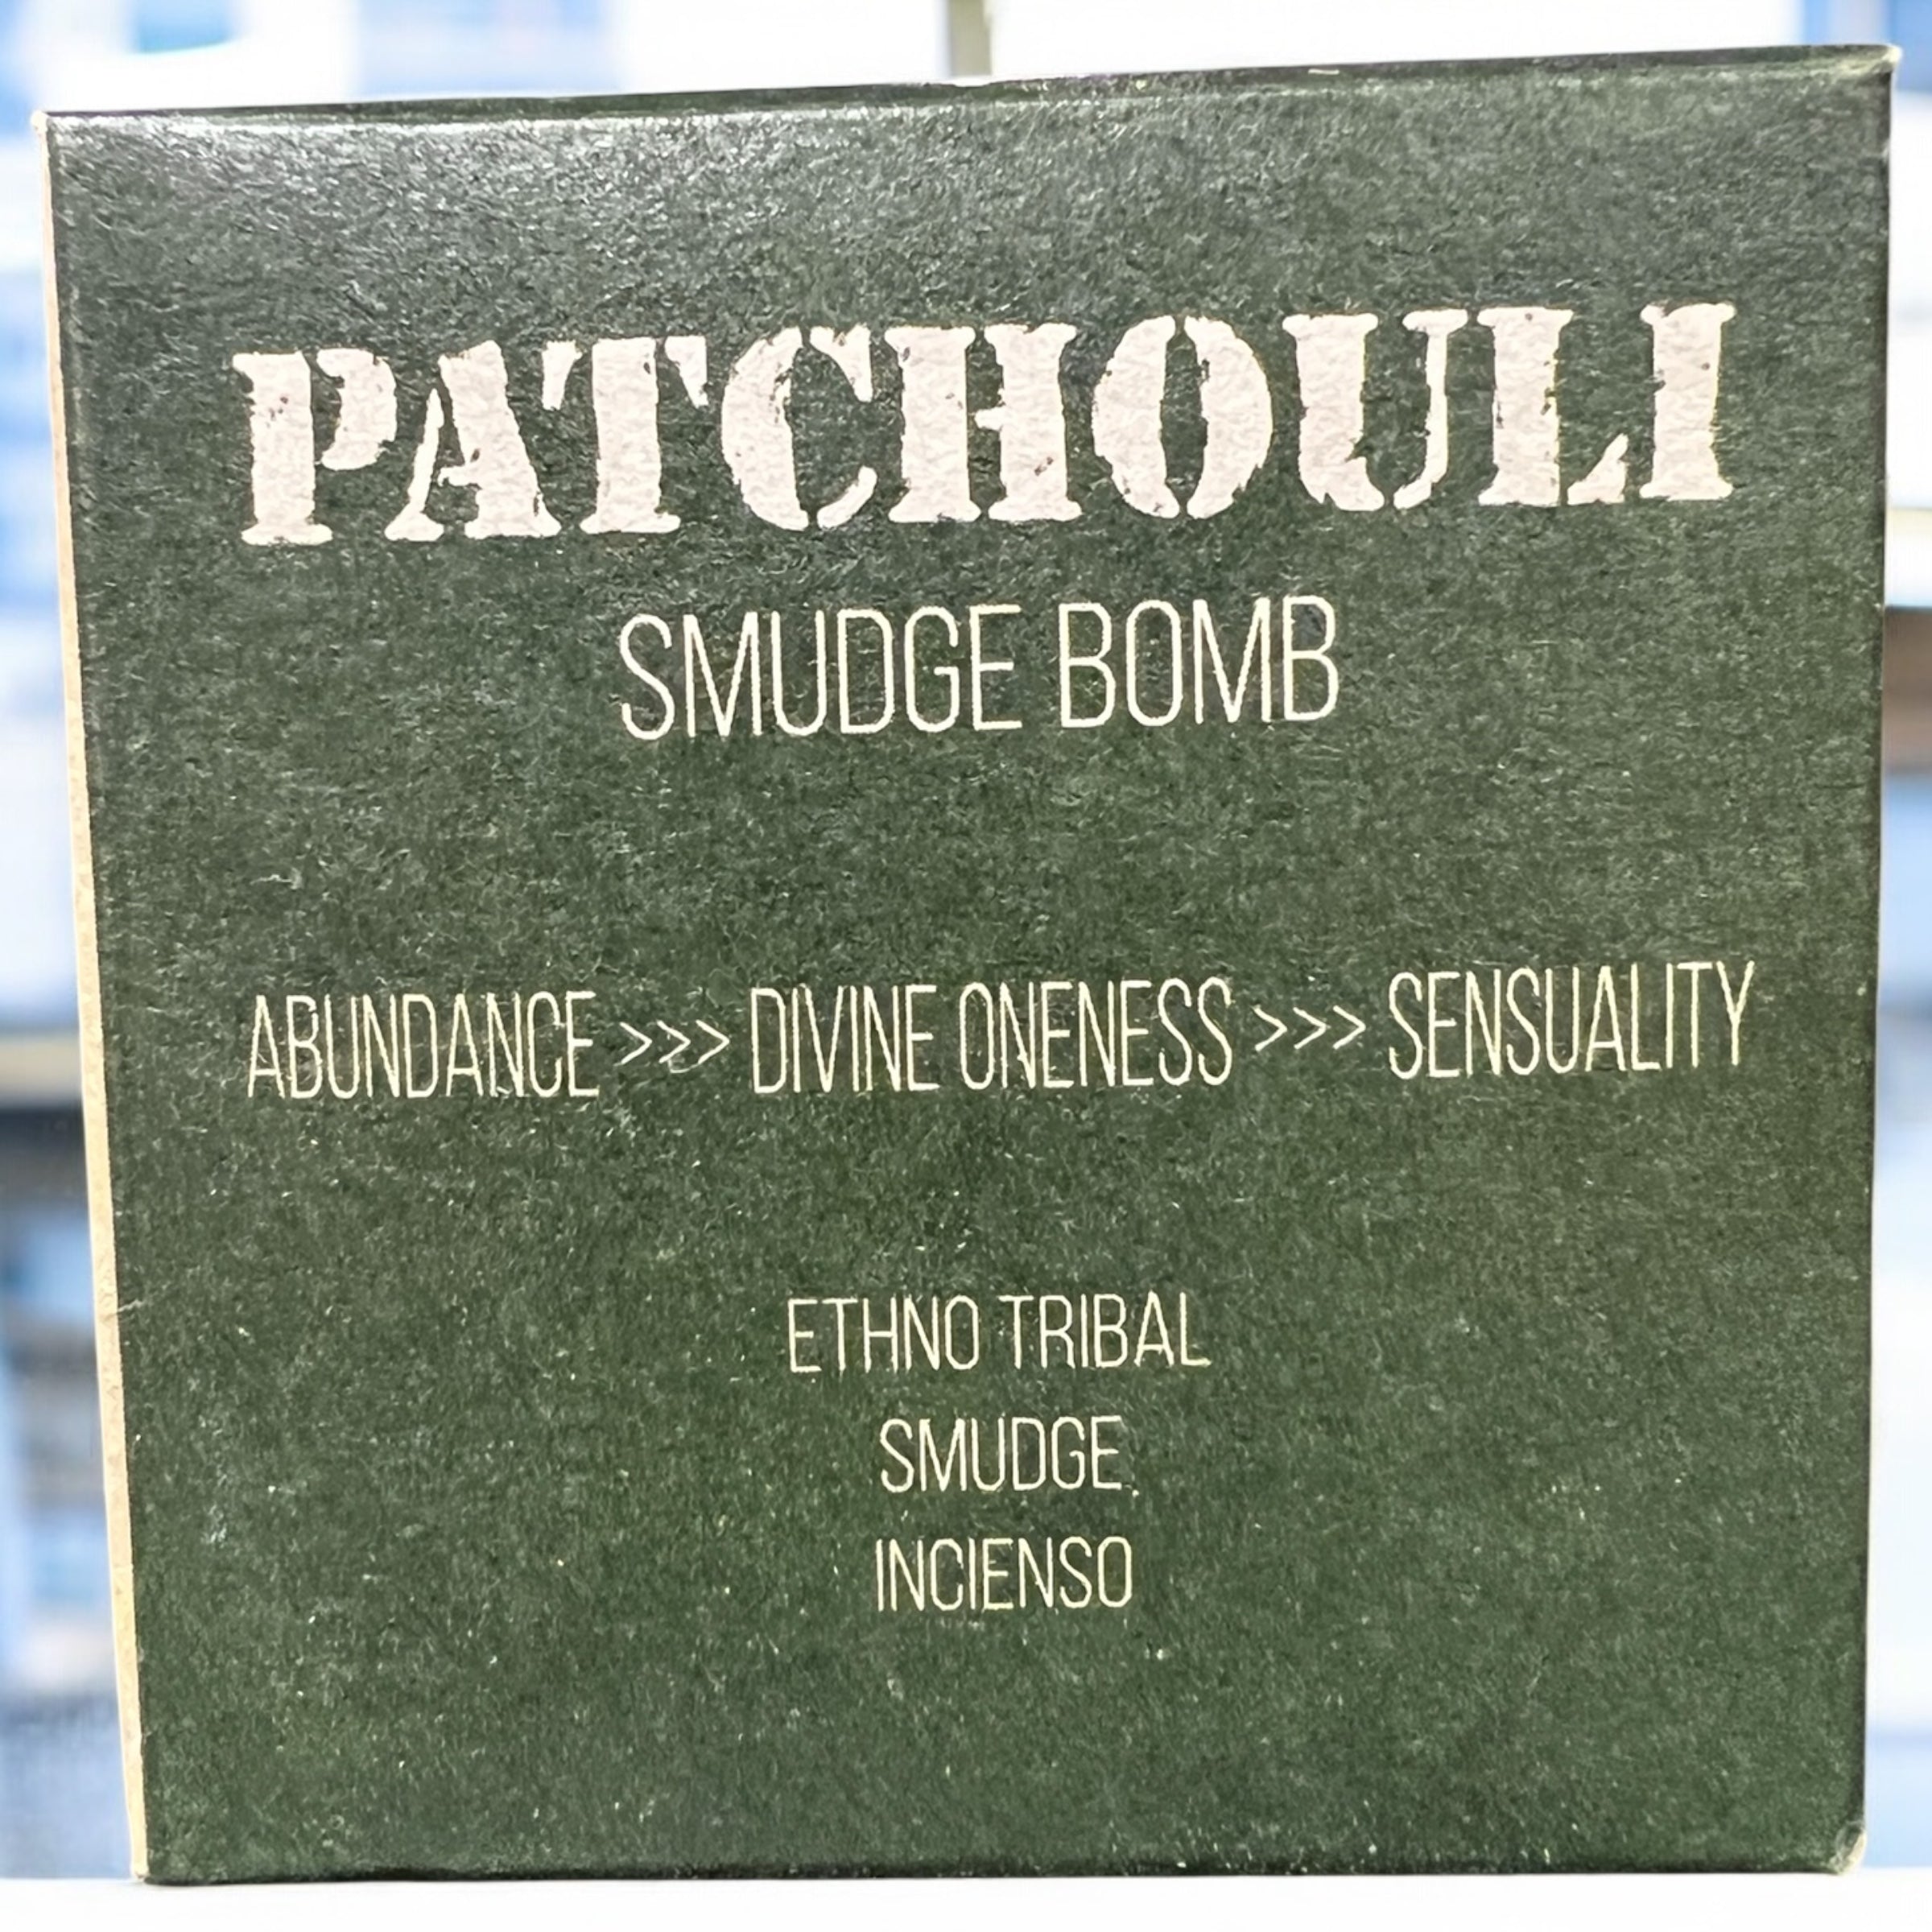 PATCHOULI
SMUDGE BOMB
ABUNDANCE >>> DIVINE ONENESS >>> SENSUALITY
ETHNO TRIBAL
SMUDGE
INCIENSO